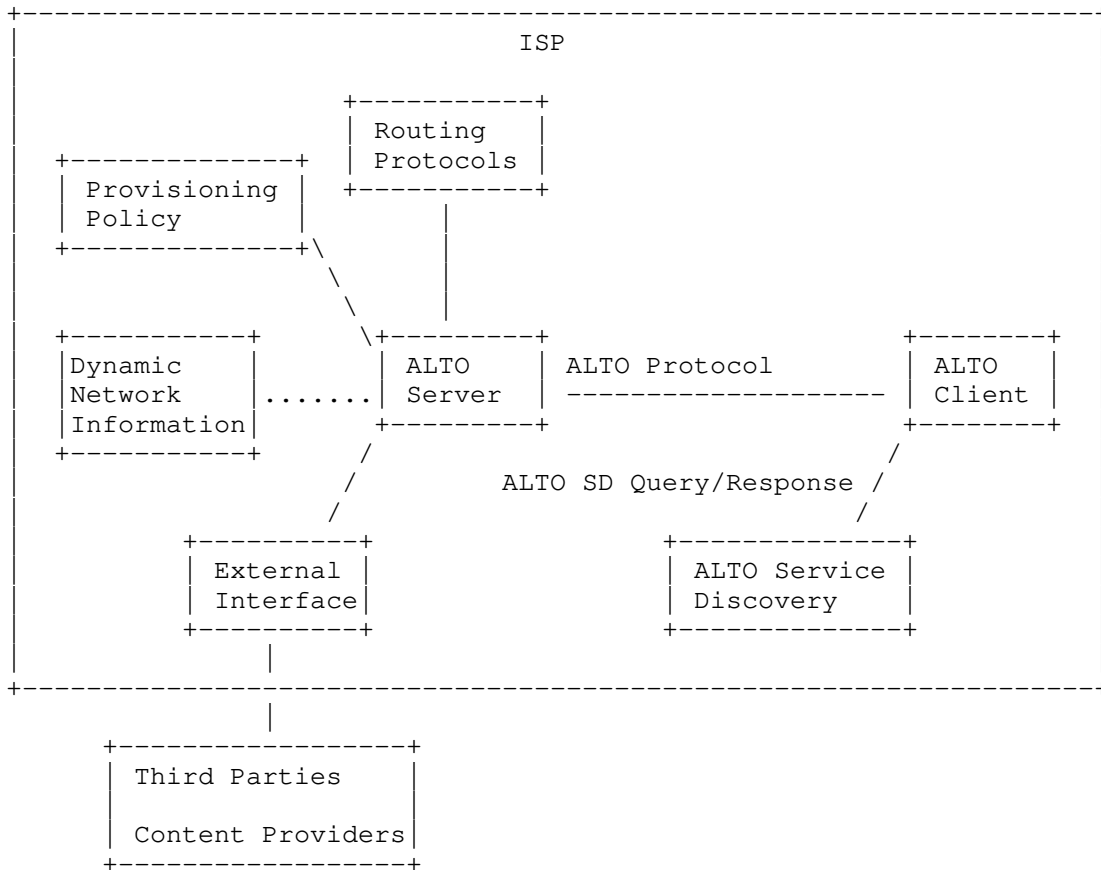 ISP
Routing
Protocols
Provisioning
Policy
Dynamic
Network
Information
.......
ALTO
Server
ALTO Protocol
ALTO
Client
ALTO SD Query/Response
External
Interface
ALTO Service
Discovery
Third Parties
Content Providers